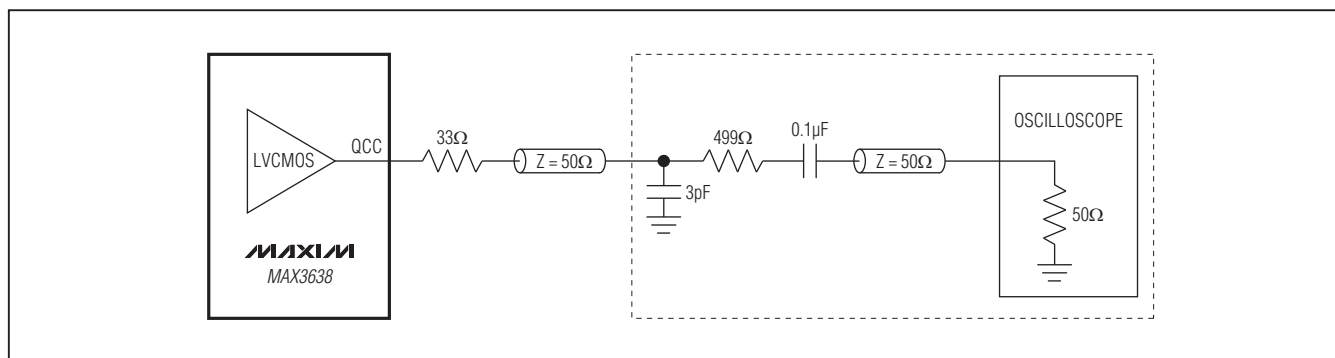 LVCMOS
QCC
MAXIM
MAX3638
33Ω
Z = 50Ω
3pF
499Ω
0.1µF
Z = 50Ω
OSCILLOSCOPE
50Ω